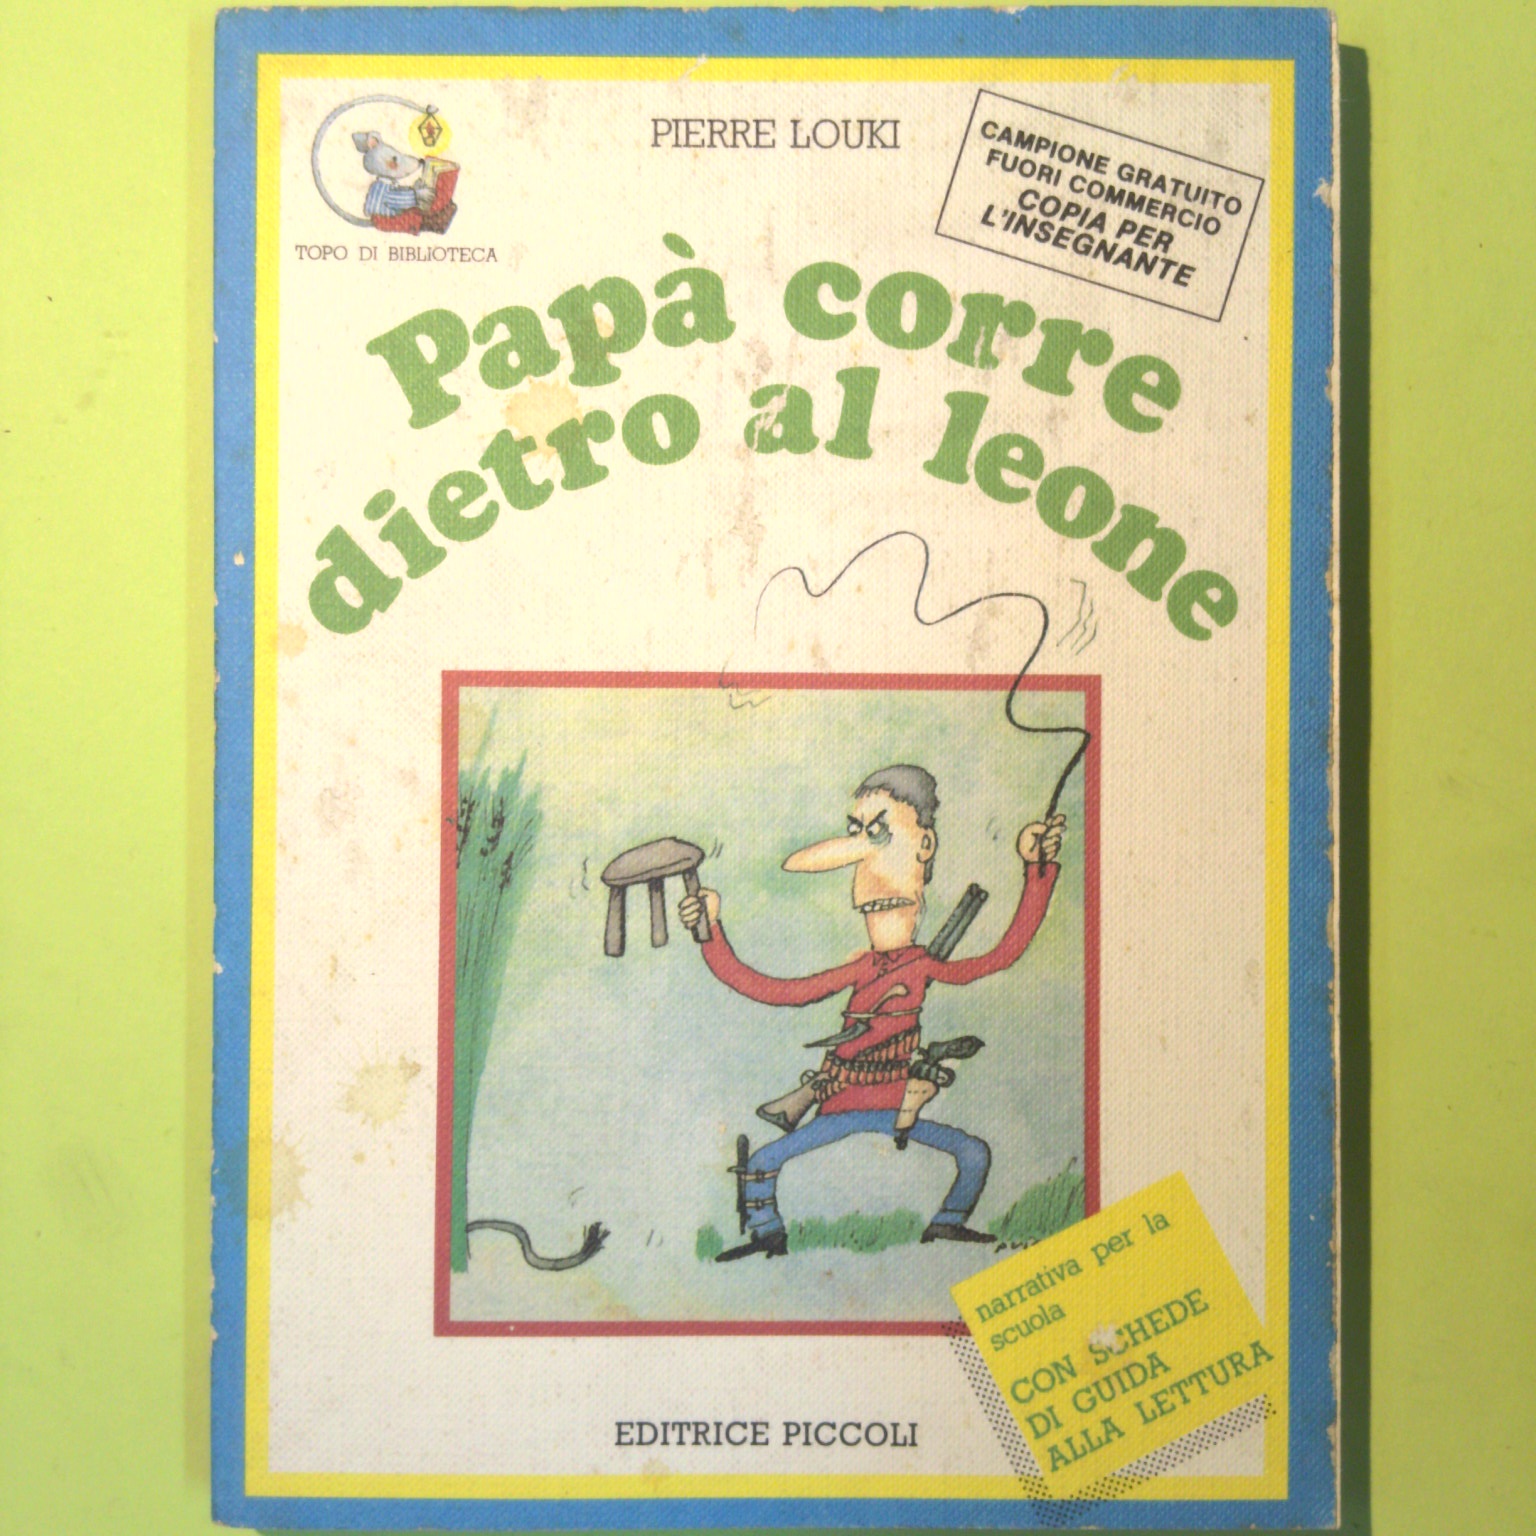 PIERRE LOUKI
CAMPIONE GRATUITO
FUORI COMMERCIO
COPIA PER
L'INSEGNANTE
TOPO DI BIBLIOTECA
Papà corre
dietro al leone
narrativa per la
scuola
CON SCHEDE
DI GUIDA
ALLA LETTURA
EDITRICE PICCOLI